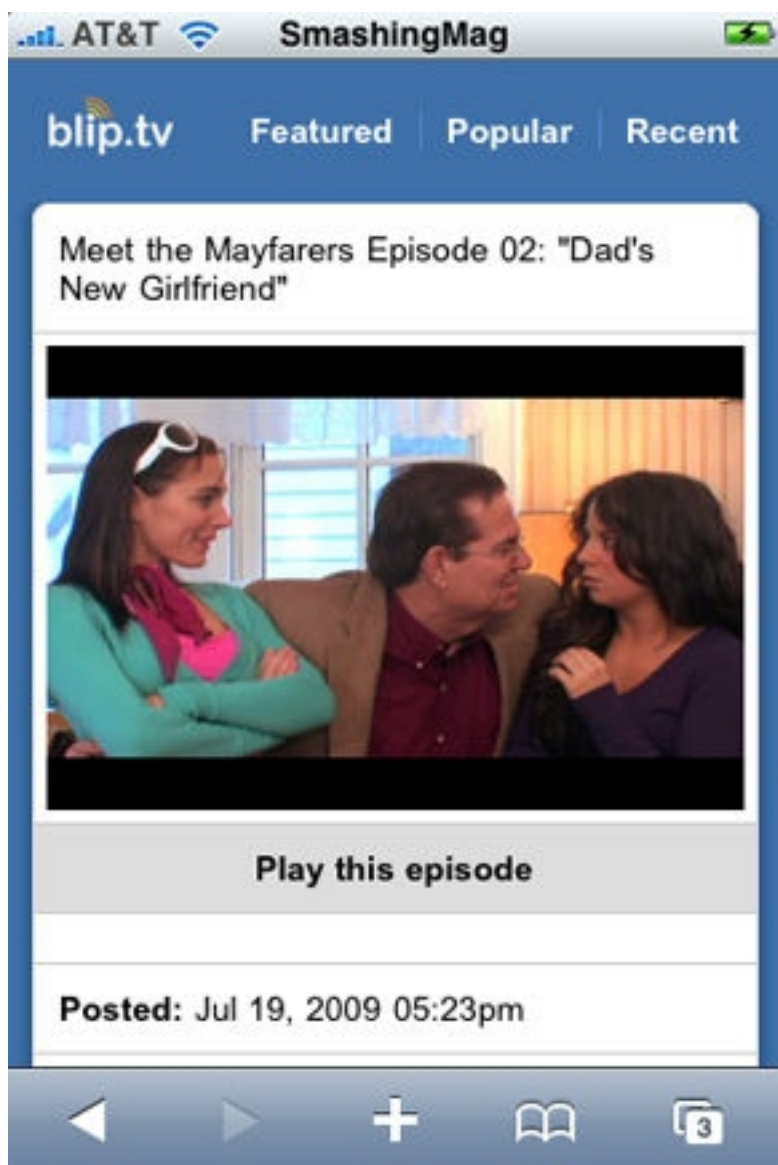 AT&T SmashingMag
blip.tv Featured Popular Recent
Meet the Mayfarers Episode 02: "Dad's
New Girlfriend"
Play this episode
Posted: Jul 19, 2009 05:23pm
3